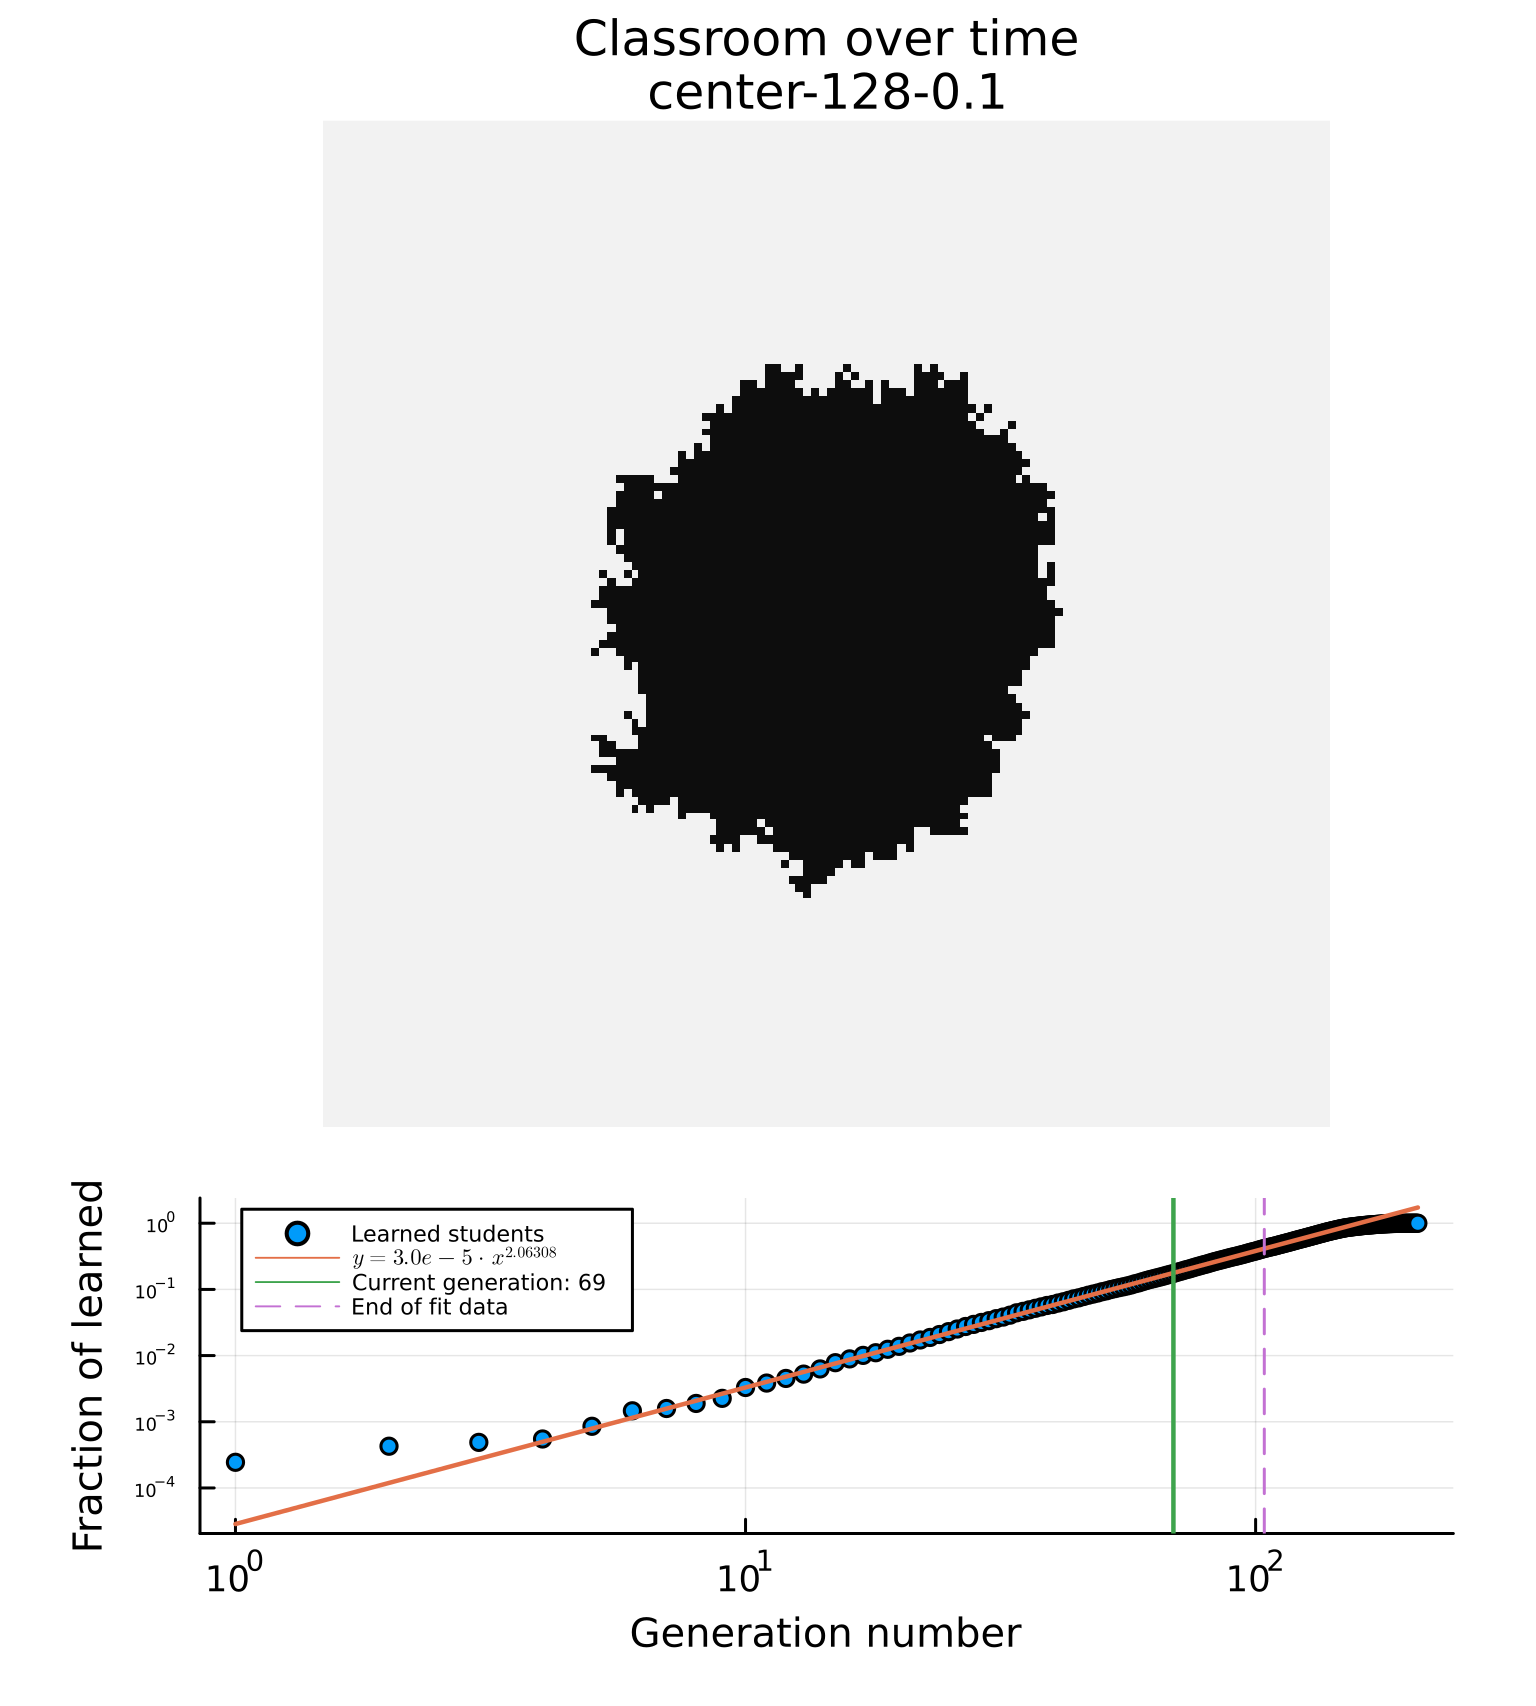 Classroom over time
center-128-0.1
Fraction of learned
10^0
10^-1
10^-2
10^-3
10^-4
Learned students
y = 3.0e − 5 · x^2.06308
Current generation: 69
End of fit data
10^0 10^1 10^2
Generation number